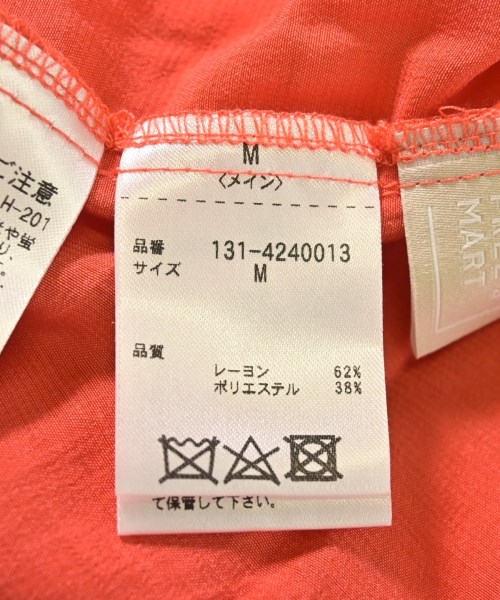 ご注意
H-201
M
〈メイン〉
品番 131-4240013
サイズ M
品質
レーヨン 62%
ポリエステル 38%
て保管して下さい。
MART